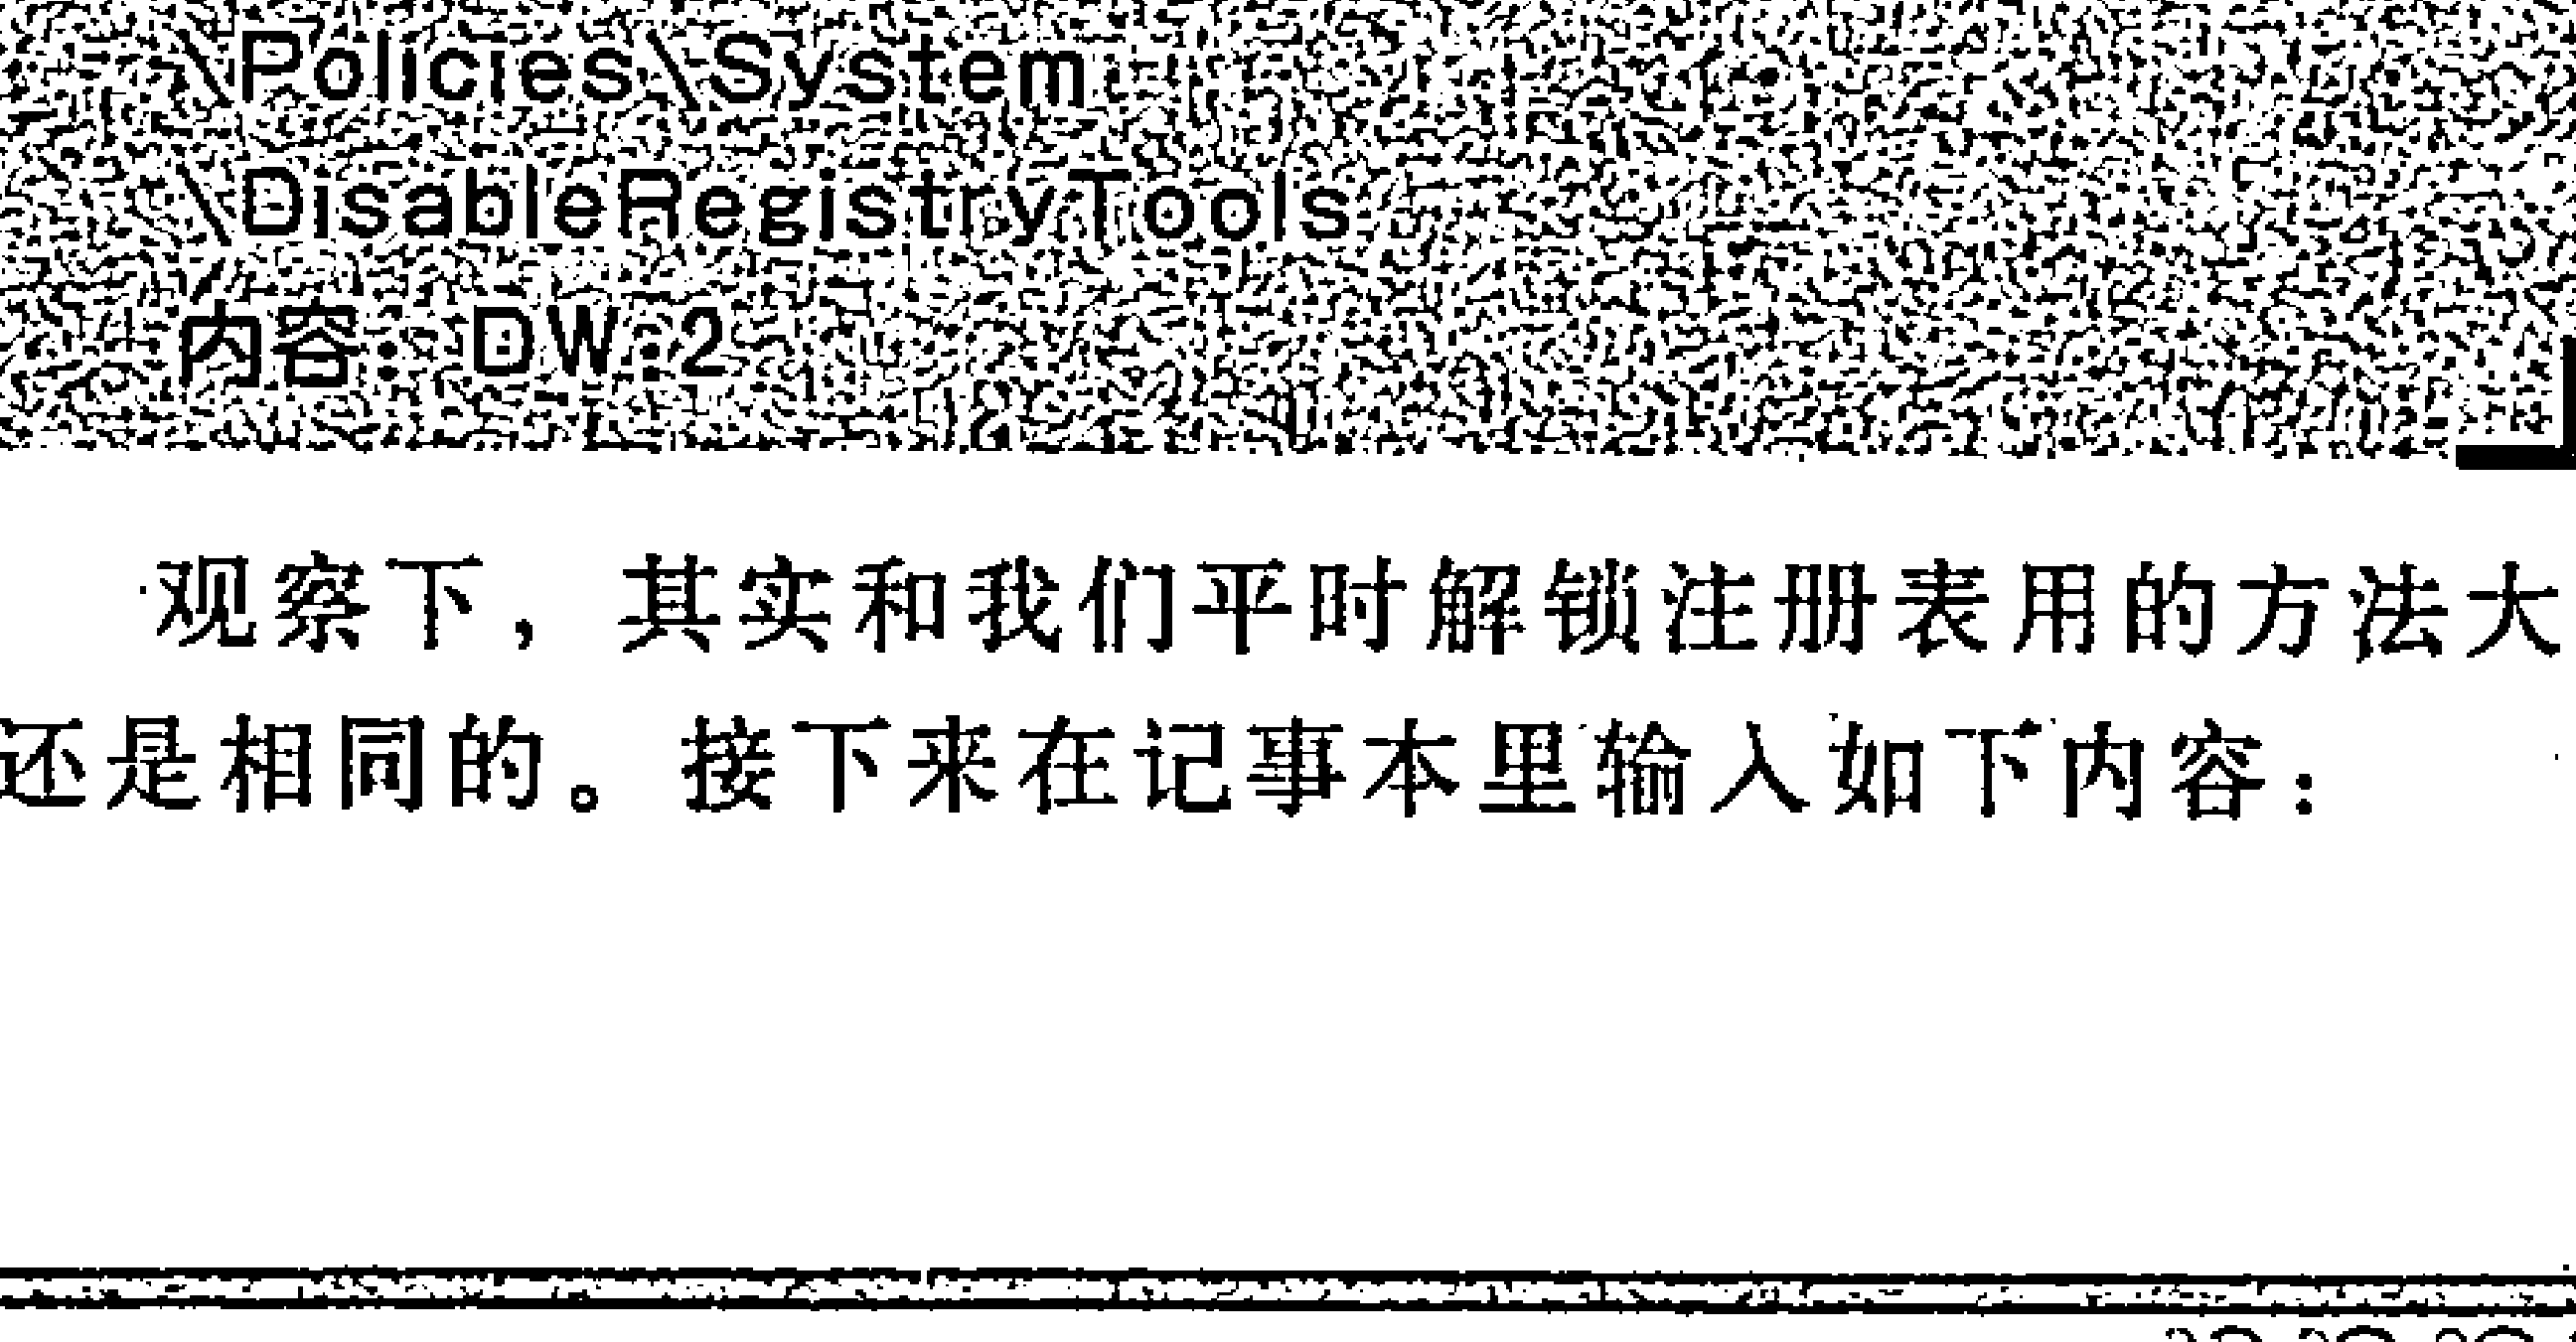 \Policies\System
\DisableRegistryTools
内容: DW:2
观察下，其实和我们平时解锁注册表用的方法大
还是相同的。接下来在记事本里输入如下内容：